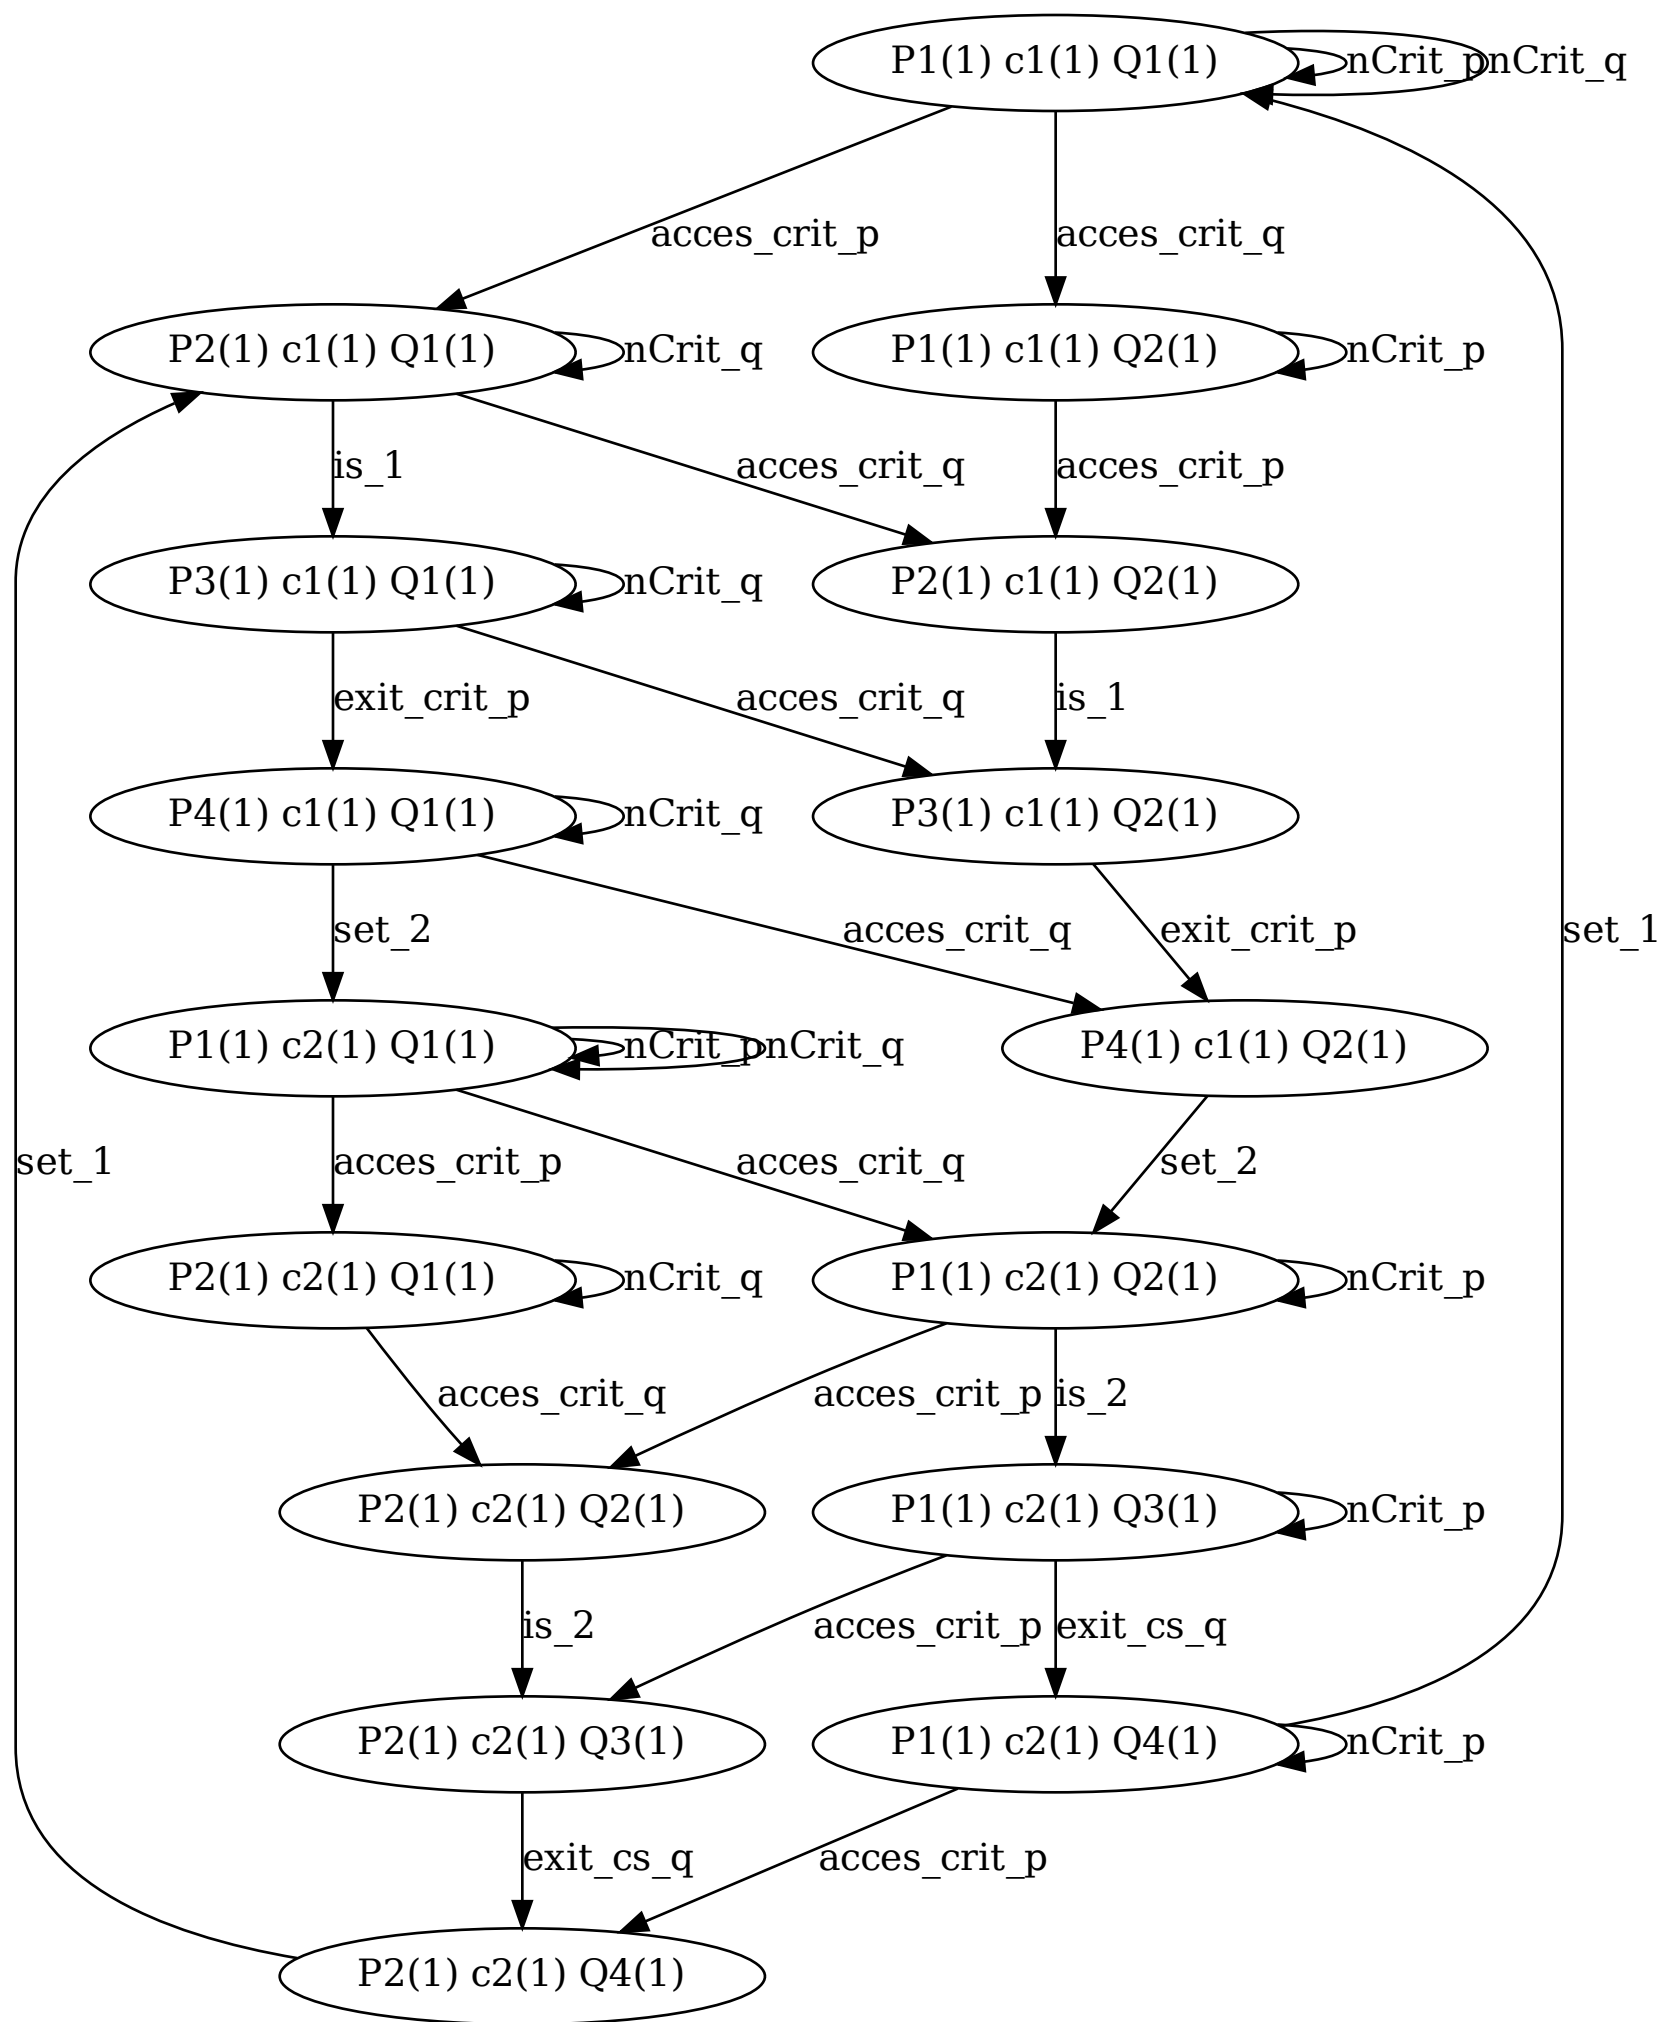 P1(1) c1(1) Q1(1)
nCrit_p
nCrit_q
acces_crit_p
acces_crit_q
P2(1) c1(1) Q1(1)
nCrit_q
P1(1) c1(1) Q2(1)
nCrit_p
is_1
acces_crit_q
acces_crit_p
P3(1) c1(1) Q1(1)
nCrit_q
P2(1) c1(1) Q2(1)
exit_crit_p
acces_crit_q
is_1
P4(1) c1(1) Q1(1)
nCrit_q
P3(1) c1(1) Q2(1)
set_2
acces_crit_q
exit_crit_p
set_1
P1(1) c2(1) Q1(1)
nCrit_p
nCrit_q
P4(1) c1(1) Q2(1)
set_1
acces_crit_p
acces_crit_q
set_2
P2(1) c2(1) Q1(1)
nCrit_q
P1(1) c2(1) Q2(1)
nCrit_p
acces_crit_q
acces_crit_p
is_2
P2(1) c2(1) Q2(1)
P1(1) c2(1) Q3(1)
nCrit_p
is_2
acces_crit_p
exit_cs_q
P2(1) c2(1) Q3(1)
P1(1) c2(1) Q4(1)
nCrit_p
exit_cs_q
acces_crit_p
P2(1) c2(1) Q4(1)